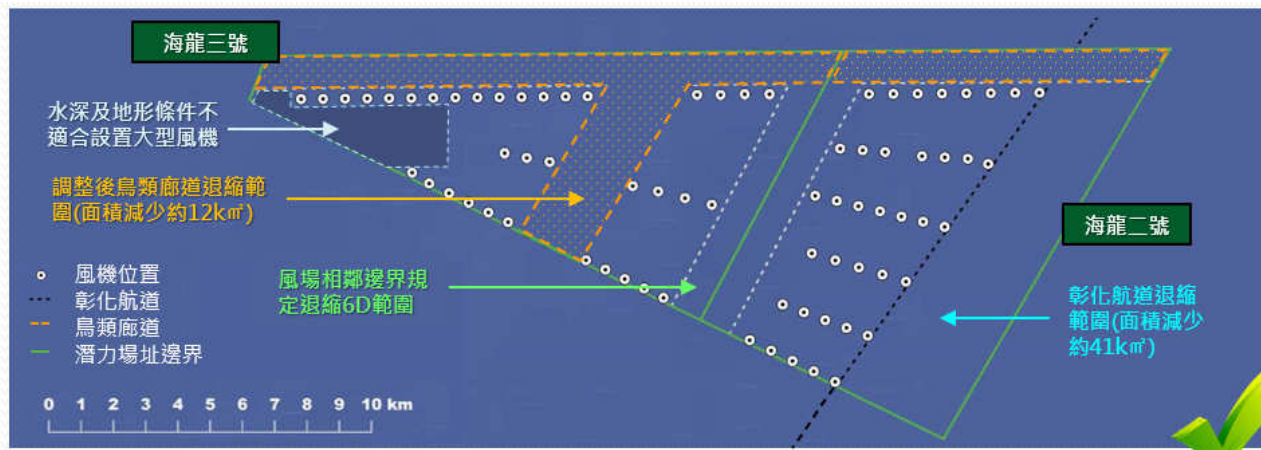 海龍三號
水深及地形條件不
適合設置大型風機
調整後鳥類廊道退縮範
圍(面積減少約12k㎡)
風機位置
彰化航道
鳥類廊道
潛力場址邊界
0 1 2 3 4 5 6 7 8 9 10 km
風場相鄰邊界規
定退縮6D範圍
海龍二號
彰化航道退縮
範圍(面積減少
約41k㎡)